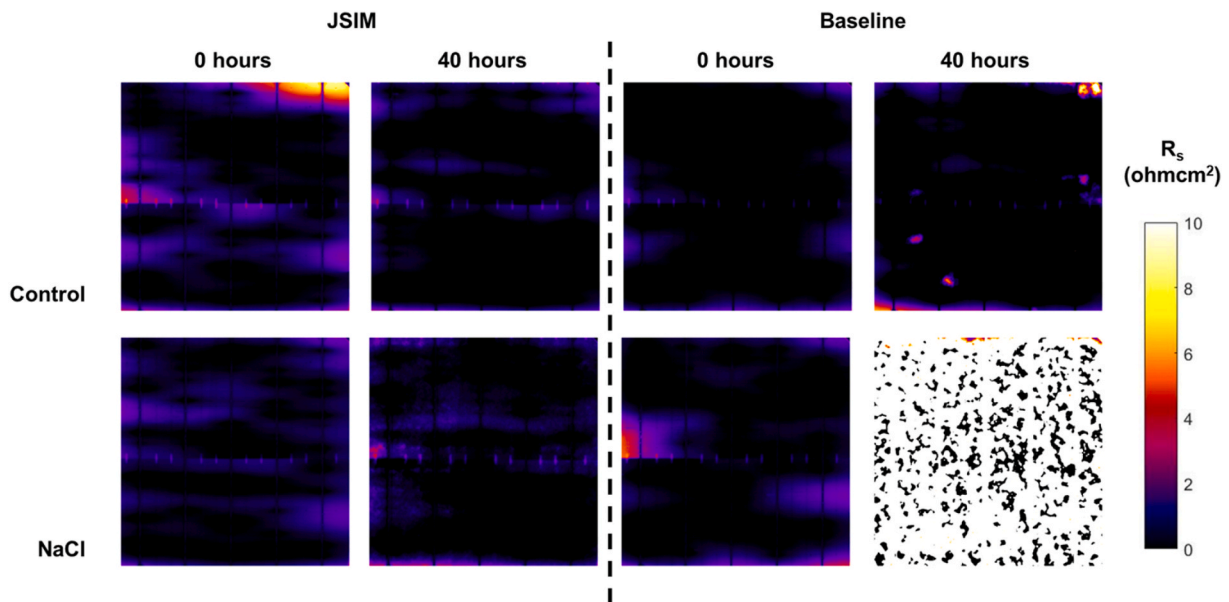 JSIM
Baseline
0 hours
40 hours
0 hours
40 hours
Control
NaCl
Rₛ
(ohmcm²)
10
8
6
4
2
0